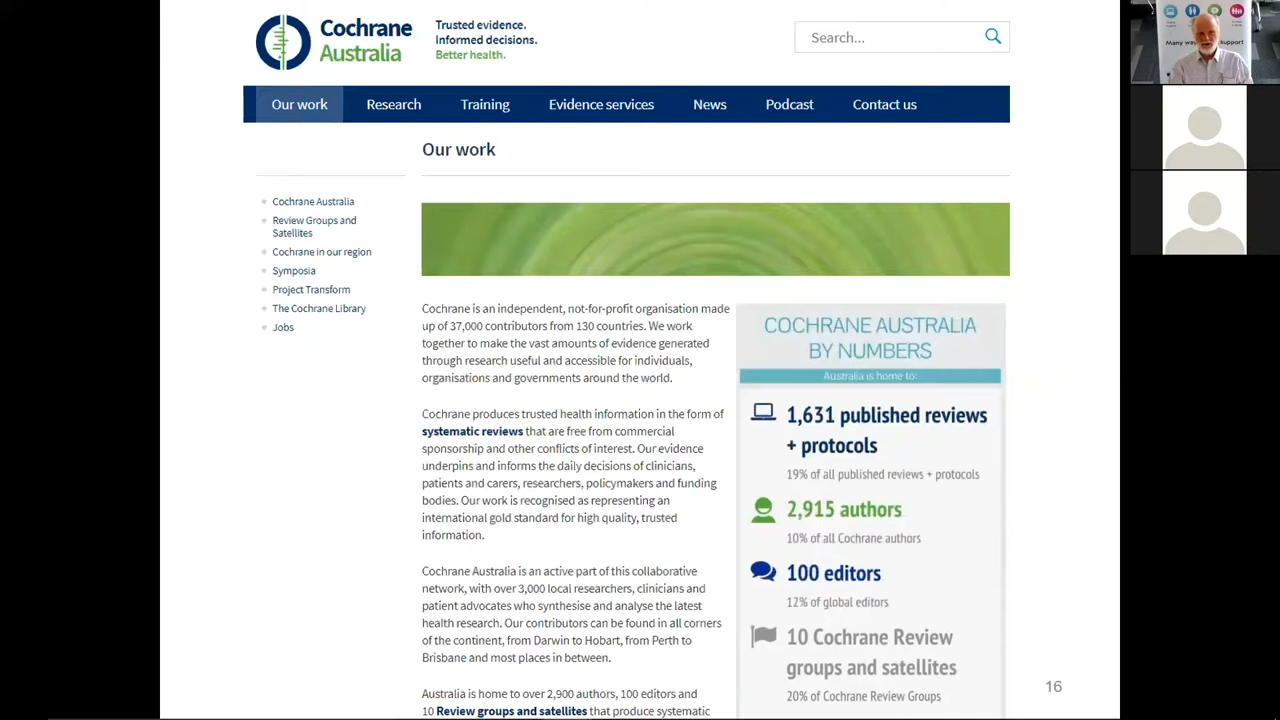 Cochrane
Australia
Trusted evidence.
Informed decisions.
Better health.
Search...
Our work
Research
Training
Evidence services
News
Podcast
Contact us
Our work
Cochrane Australia
Review Groups and
Satellites
Cochrane in our region
Symposia
Project Transform
The Cochrane Library
Jobs
Cochrane is an independent, not-for-profit organisation made
up of 37,000 contributors from 130 countries. We work
together to make the vast amounts of evidence generated
through research useful and accessible for individuals,
organisations and governments around the world.
Cochrane produces trusted health information in the form of
systematic reviews that are free from commercial
sponsorship and other conflicts of interest. Our evidence
underpins and informs the daily decisions of clinicians,
patients and carers, researchers, policymakers and funding
bodies. Our work is recognised as representing an
international gold standard for high quality, trusted
information.
Cochrane Australia is an active part of this collaborative
network, with over 3,000 local researchers, clinicians and
patient advocates who synthesise and analyse the latest
health research. Our contributors can be found in all corners
of the continent, from Darwin to Hobart, from Perth to
Brisbane and most places in between.
Australia is home to over 2,900 authors, 100 editors and
10 Review groups and satellites that produce systematic
COCHRANE AUSTRALIA
BY NUMBERS
Australia is home to:
1,631 published reviews
+ protocols
19% of all published reviews + protocols
2,915 authors
10% of all Cochrane authors
100 editors
12% of global editors
10 Cochrane Review
groups and satellites
20% of Cochrane Review Groups
16
Many
support